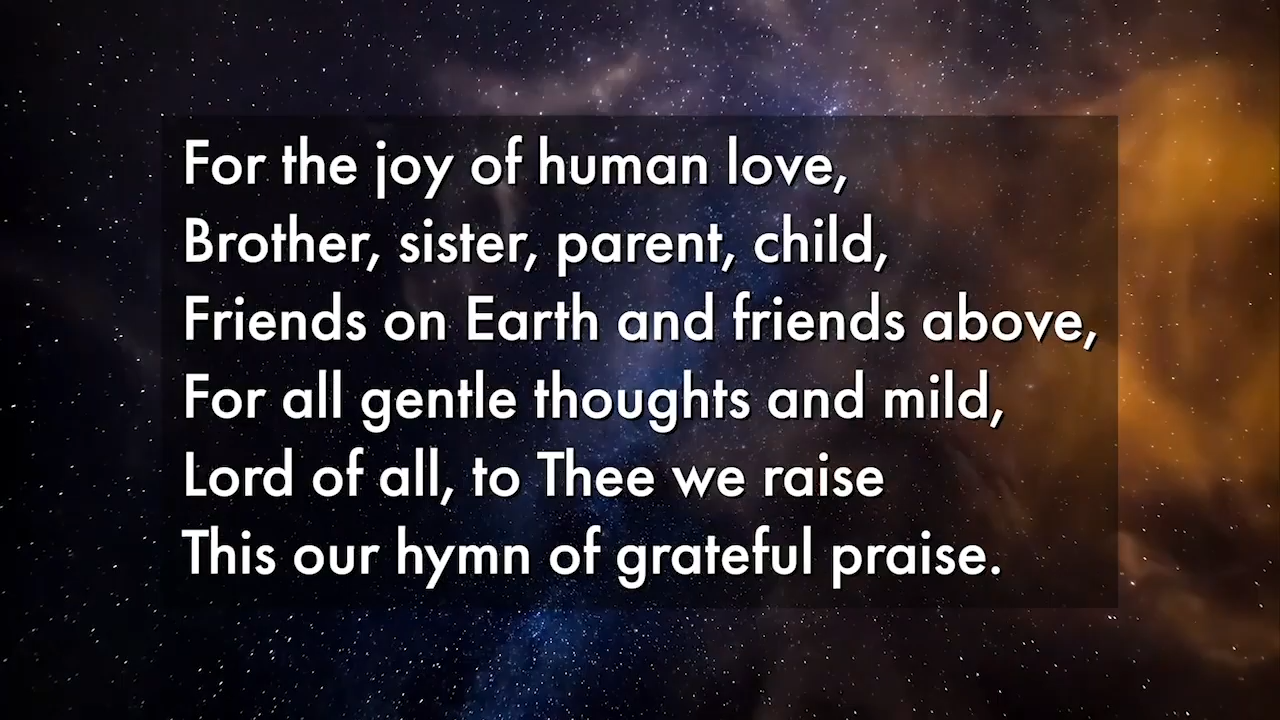 For the joy of human love,
Brother, sister, parent, child,
Friends on Earth and friends above,
For all gentle thoughts and mild,
Lord of all, to Thee we raise
This our hymn of grateful praise.